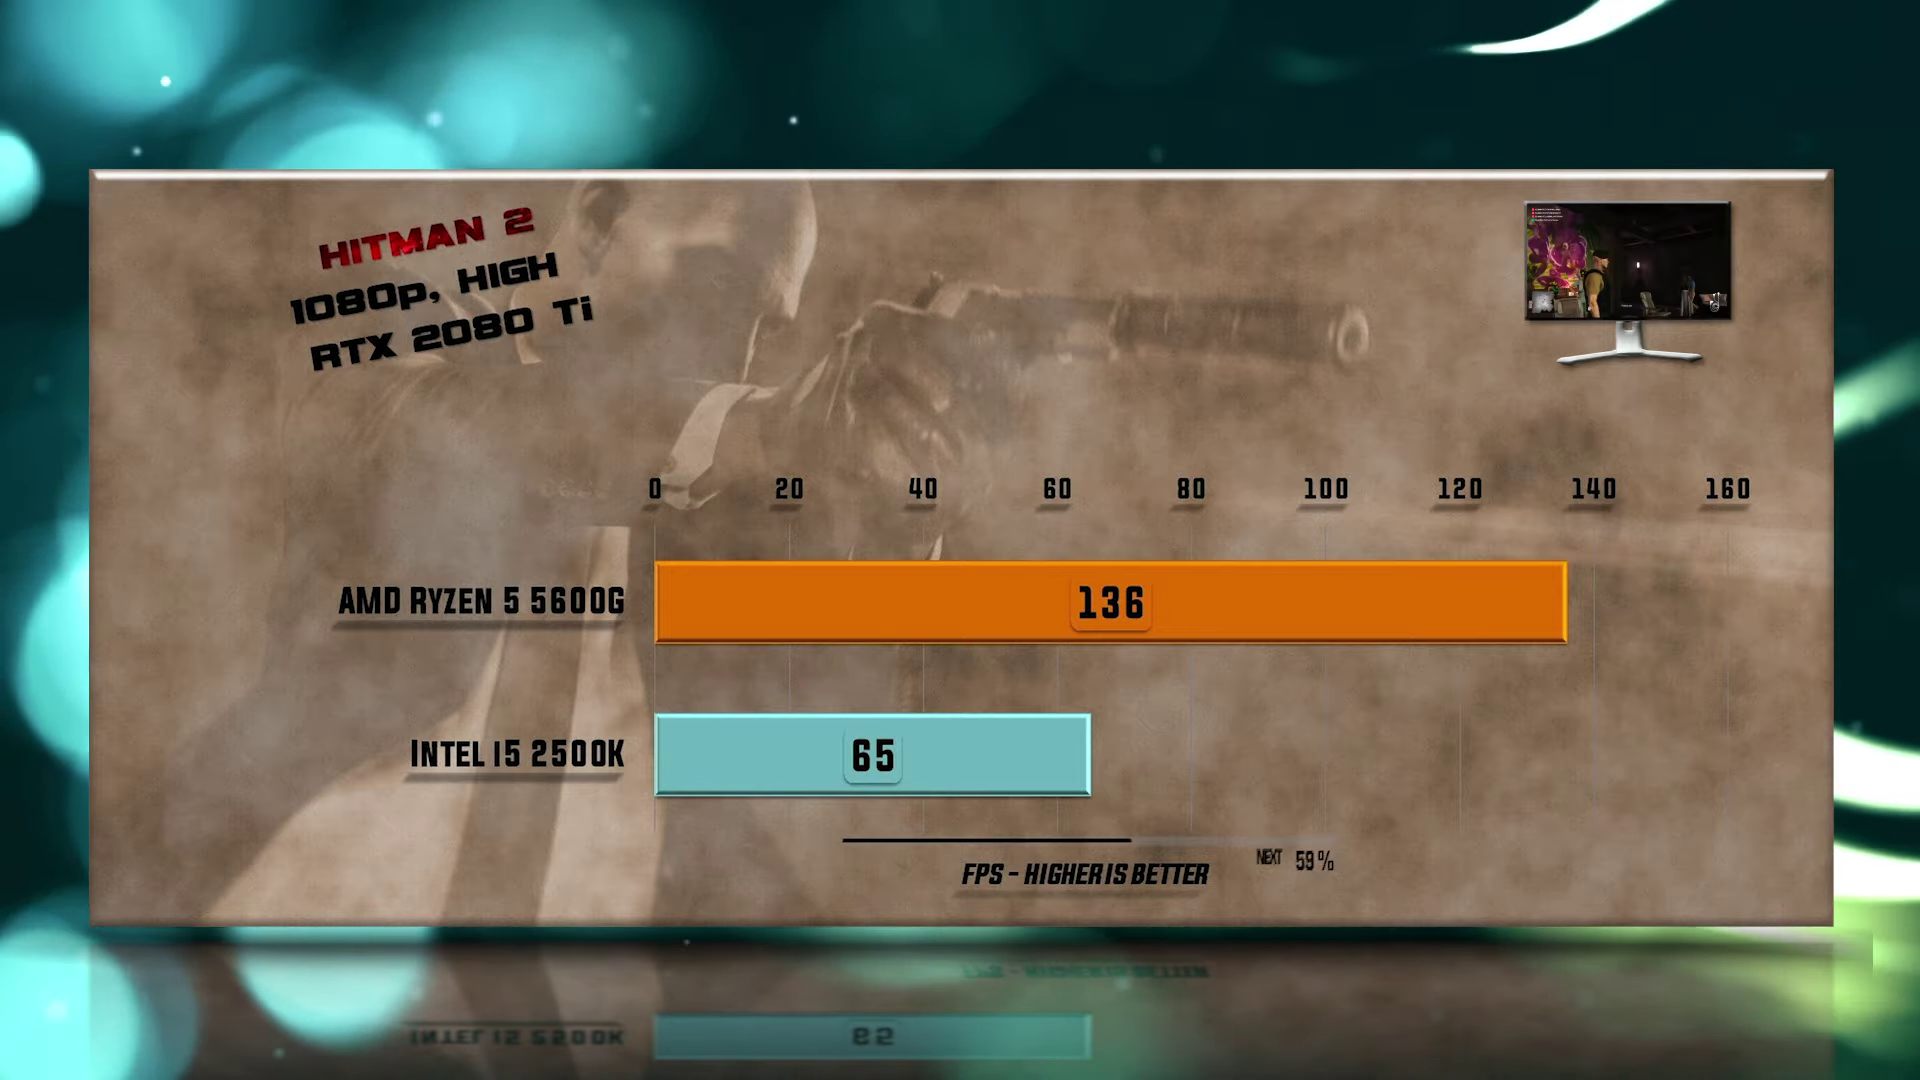 HITMAN 2
1080p, HIGH
RTX 2080 Ti
0 20 40 60 80 100 120 140 160
AMD RYZEN 5 5600G
136
INTEL I5 2500K
65
FPS - HIGHER IS BETTER
NEXT 59%